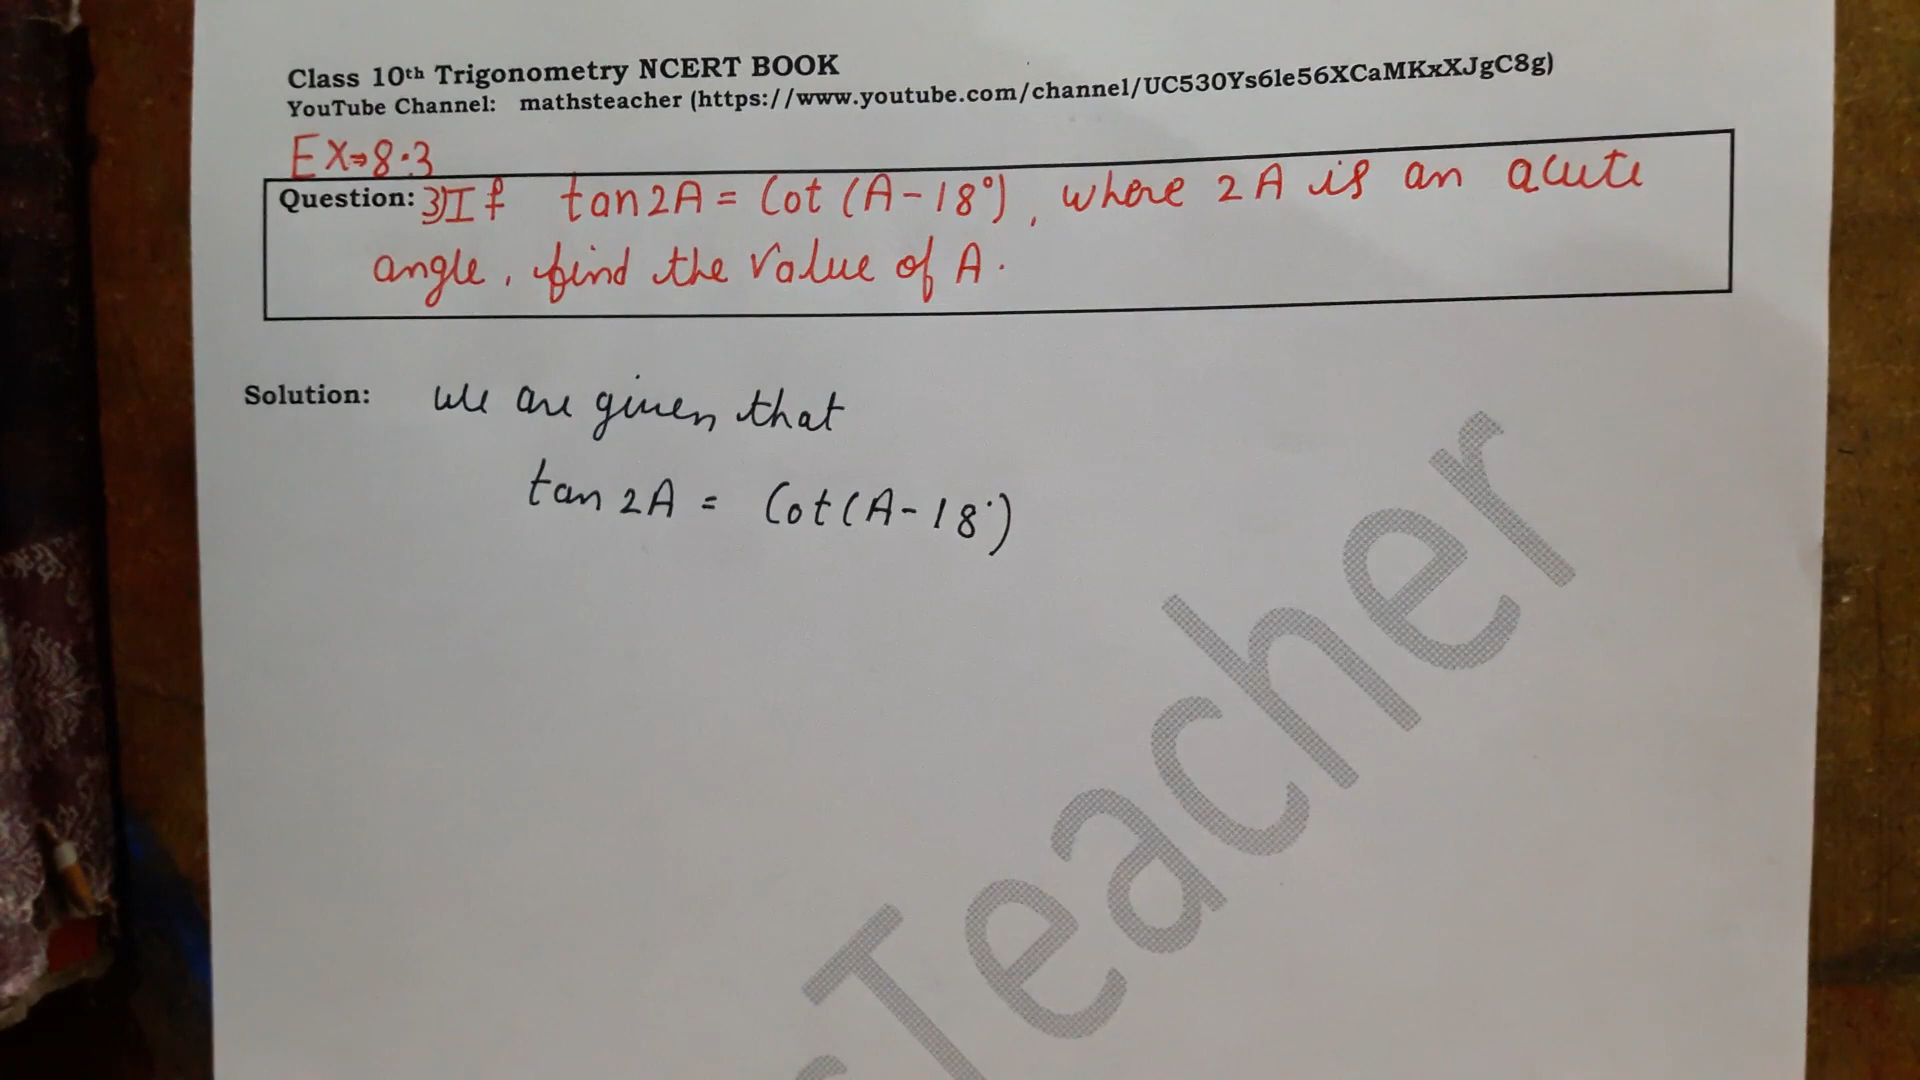 Class 10th Trigonometry NCERT BOOK
YouTube Channel: mathsteacher (https://www.youtube.com/channel/UC530Ys6le56XCaMKxXJgC8g)
EX⇒8.3
Question: 3) If tan 2A = Cot (A-18°), where 2A is an acute
angle, find the value of A.
Solution: We are given that
tan 2A = Cot (A-18°)
Teacher